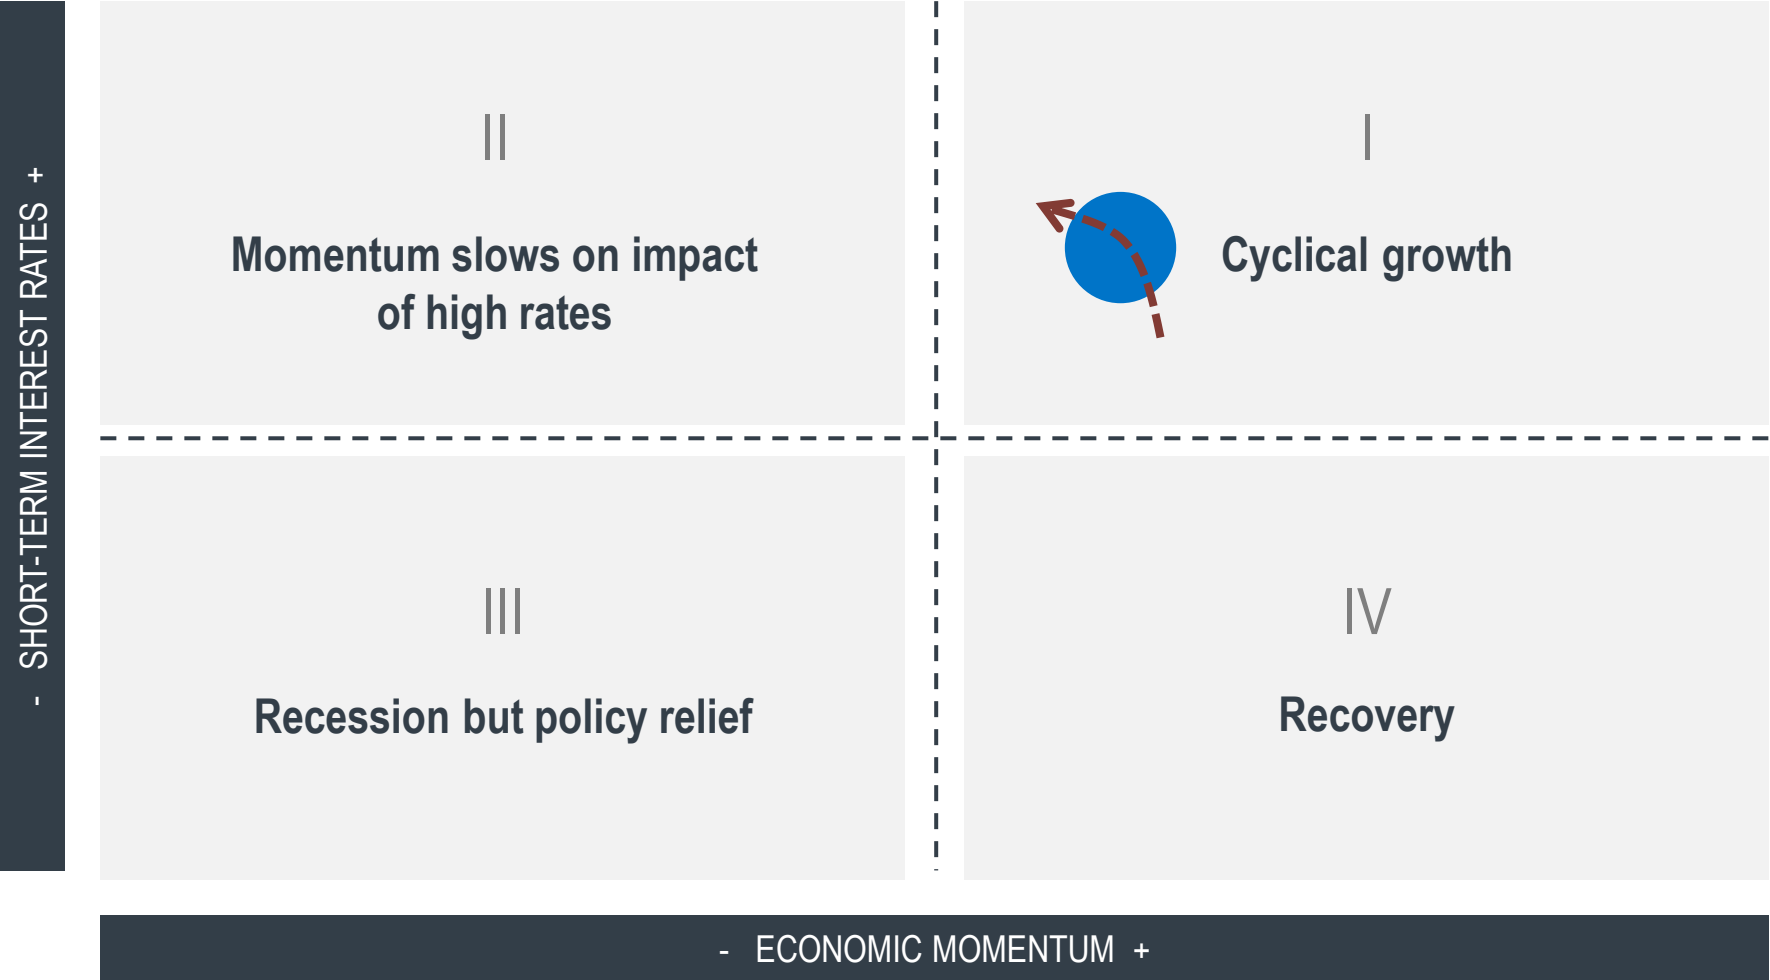 - SHORT-TERM INTEREST RATES +
II
Momentum slows on impact
of high rates
I
Cyclical growth
III
Recession but policy relief
IV
Recovery
- ECONOMIC MOMENTUM +